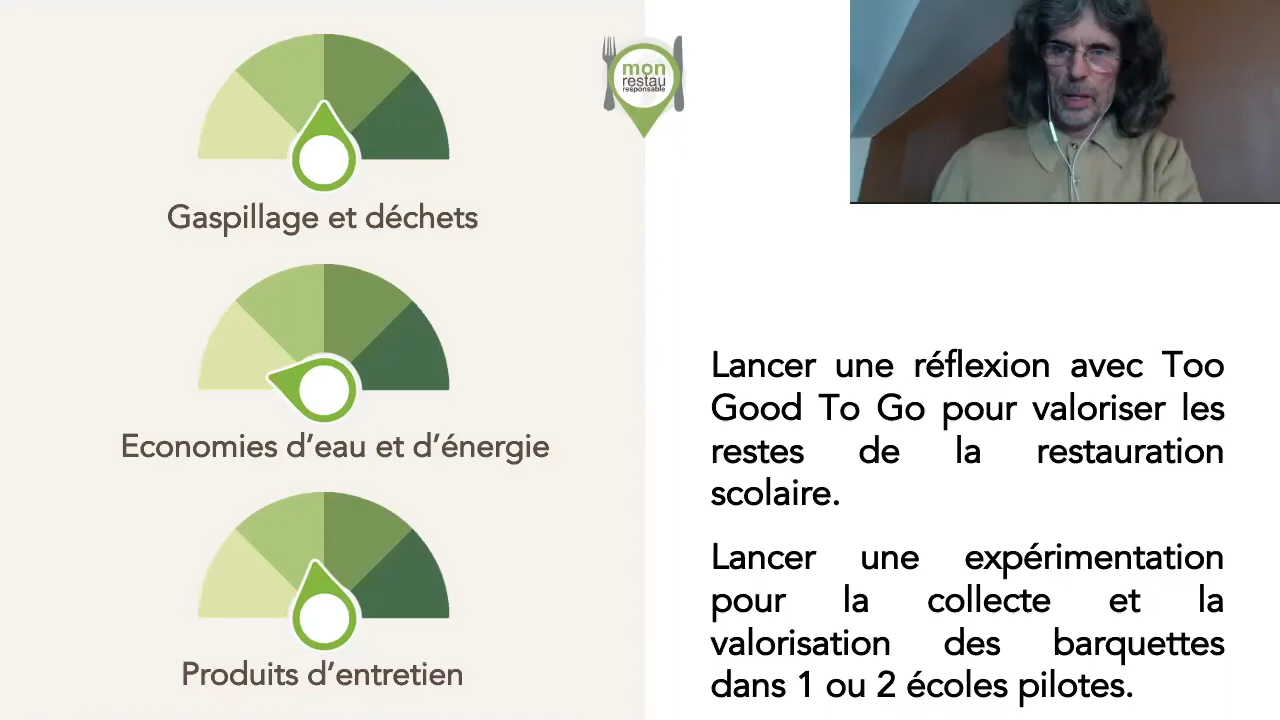 Gaspillage et déchets
Economies d’eau et d’énergie
Produits d’entretien
mon
restau
responsable
Lancer une réflexion avec Too
Good To Go pour valoriser les
restes de la restauration
scolaire.
Lancer une expérimentation
pour la collecte et la
valorisation des barquettes
dans 1 ou 2 écoles pilotes.